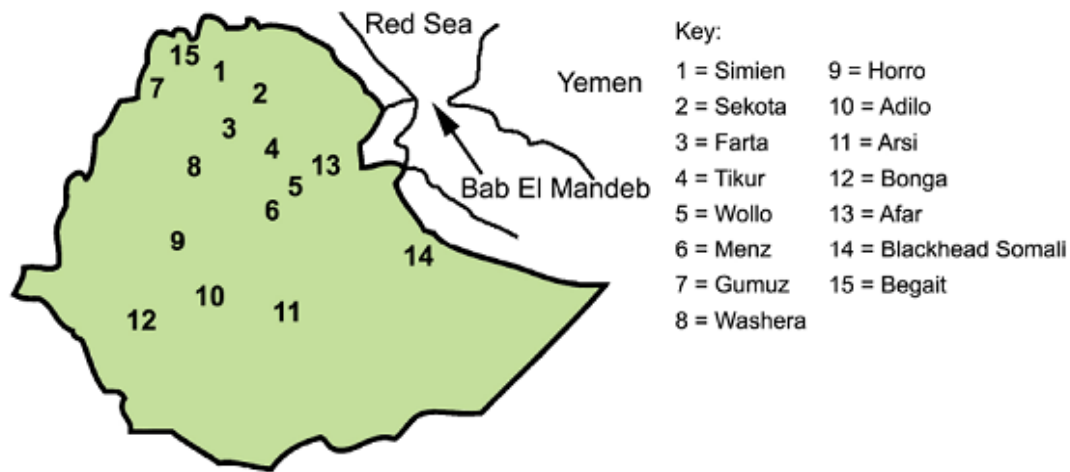 Red Sea
Yemen
Bab El Mandeb
15
1
7
2
3
4
8
13
5
6
9
14
10
11
12
Key:
1 = Simien
2 = Sekota
3 = Farta
4 = Tikur
5 = Wollo
6 = Menz
7 = Gumuz
8 = Washera
9 = Horro
10 = Adilo
11 = Arsi
12 = Bonga
13 = Afar
14 = Blackhead Somali
15 = Begait